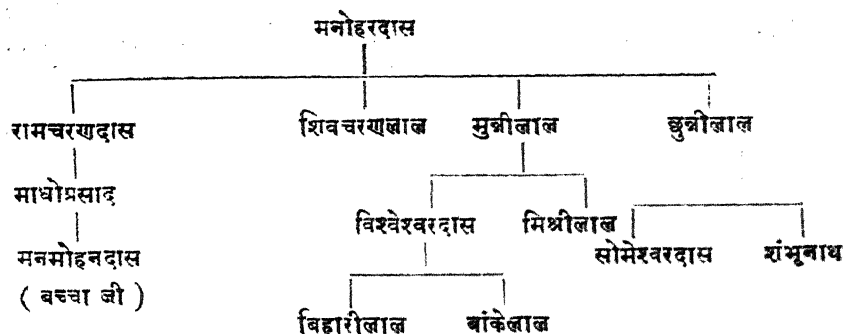 मनोहरदास
रामचरणदास शिवचरणलाल मुन्नीलाल छुन्नीलाल
माधोप्रसाद
विश्वेश्वरदास मिश्रीलाल
मनमोहनदास सोमेश्वरदास शंभूनाथ
( बच्चा जी )
बिहारीलाल बांकेलाल